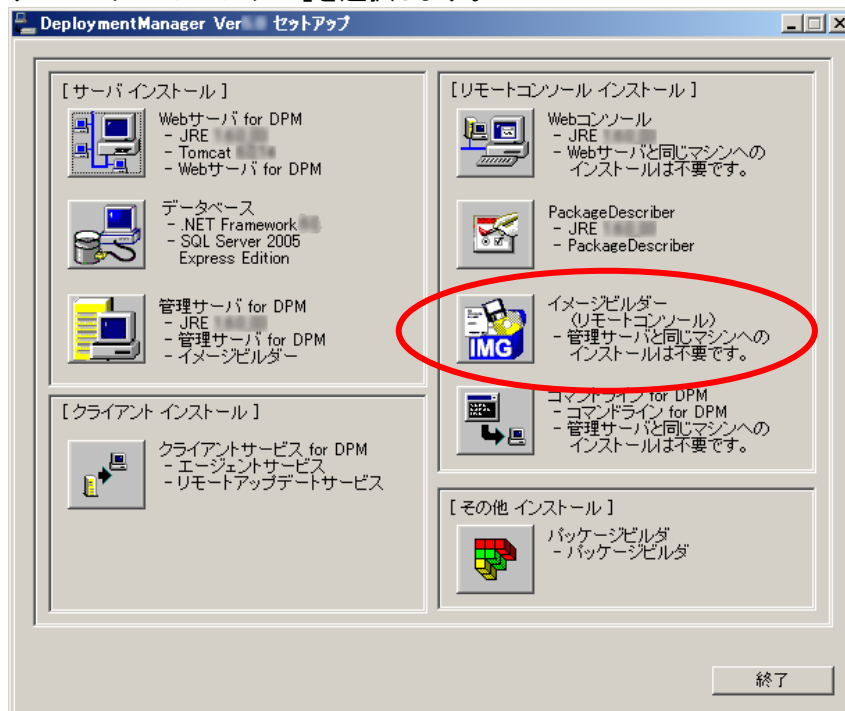 DeploymentManager Ver セットアップ
[サーバ インストール]
Webサーバ for DPM
- JRE
- Tomcat
- Webサーバ for DPM
データベース
- .NET Framework
- SQL Server 2005
Express Edition
管理サーバ for DPM
- JRE
- 管理サーバ for DPM
- イメージビルダー
[クライアント インストール]
クライアントサービス for DPM
- エージェントサービス
- リモートアップデートサービス
[リモートコンソール インストール]
Webコンソール
- JRE
- Webサーバと同じマシンへの
インストールは不要です。
PackageDescriber
- JRE
- PackageDescriber
IMG
イメージビルダー
(リモートコンソール)
- 管理サーバと同じマシンへの
インストールは不要です。
コマンドライン for DPM
- コマンドライン for DPM
- 管理サーバと同じマシンへの
インストールは不要です。
[その他 インストール]
パッケージビルダ
- パッケージビルダ
終了